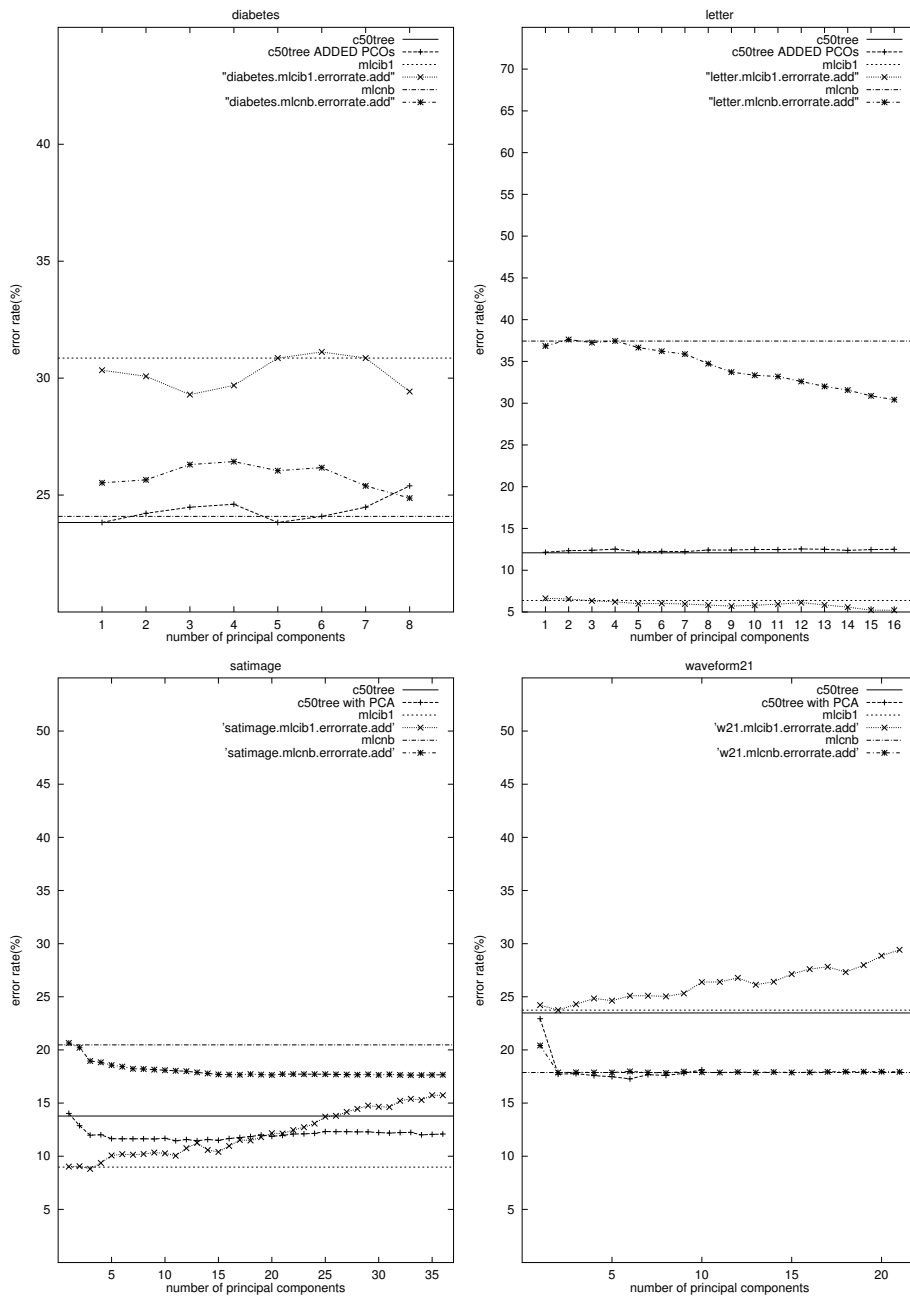 diabetes
c50tree
c50tree ADDED PCOs
mlcib1
"diabetes.mlcib1.errorrate.add"
mlcnb
"diabetes.mlcnb.errorrate.add"
40
35
30
25
error rate(%)
1 2 3 4 5 6 7 8
number of principal components
letter
c50tree
c50tree ADDED PCOs
mlcib1
"letter.mlcib1.errorrate.add"
mlcnb
"letter.mlcnb.errorrate.add"
70
65
60
55
50
45
40
35
30
25
20
15
10
5
error rate(%)
1 2 3 4 5 6 7 8 9 10 11 12 13 14 15 16
number of principal components
satimage
c50tree
c50tree with PCA
mlcib1
'satimage.mlcib1.errorrate.add'
mlcnb
'satimage.mlcnb.errorrate.add'
50
45
40
35
30
25
20
15
10
5
error rate(%)
5 10 15 20 25 30 35
number of principal components
waveform21
c50tree
c50tree with PCA
mlcib1
'w21.mlcib1.errorrate.add'
mlcnb
'w21.mlcnb.errorrate.add'
50
45
40
35
30
25
20
15
10
5
error rate(%)
5 10 15 20
number of principal components